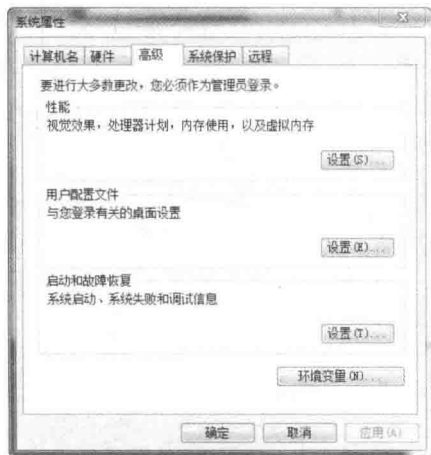 系统属性
计算机名 硬件 高级 系统保护 远程
要进行大多数更改，您必须作为管理员登录。
性能
视觉效果，处理器计划，内存使用，以及虚拟内存
设置(S)...
用户配置文件
与您登录有关的桌面设置
设置(E)...
启动和故障恢复
系统启动、系统失败和调试信息
设置(T)...
环境变量(N)...
确定 取消 应用(A)